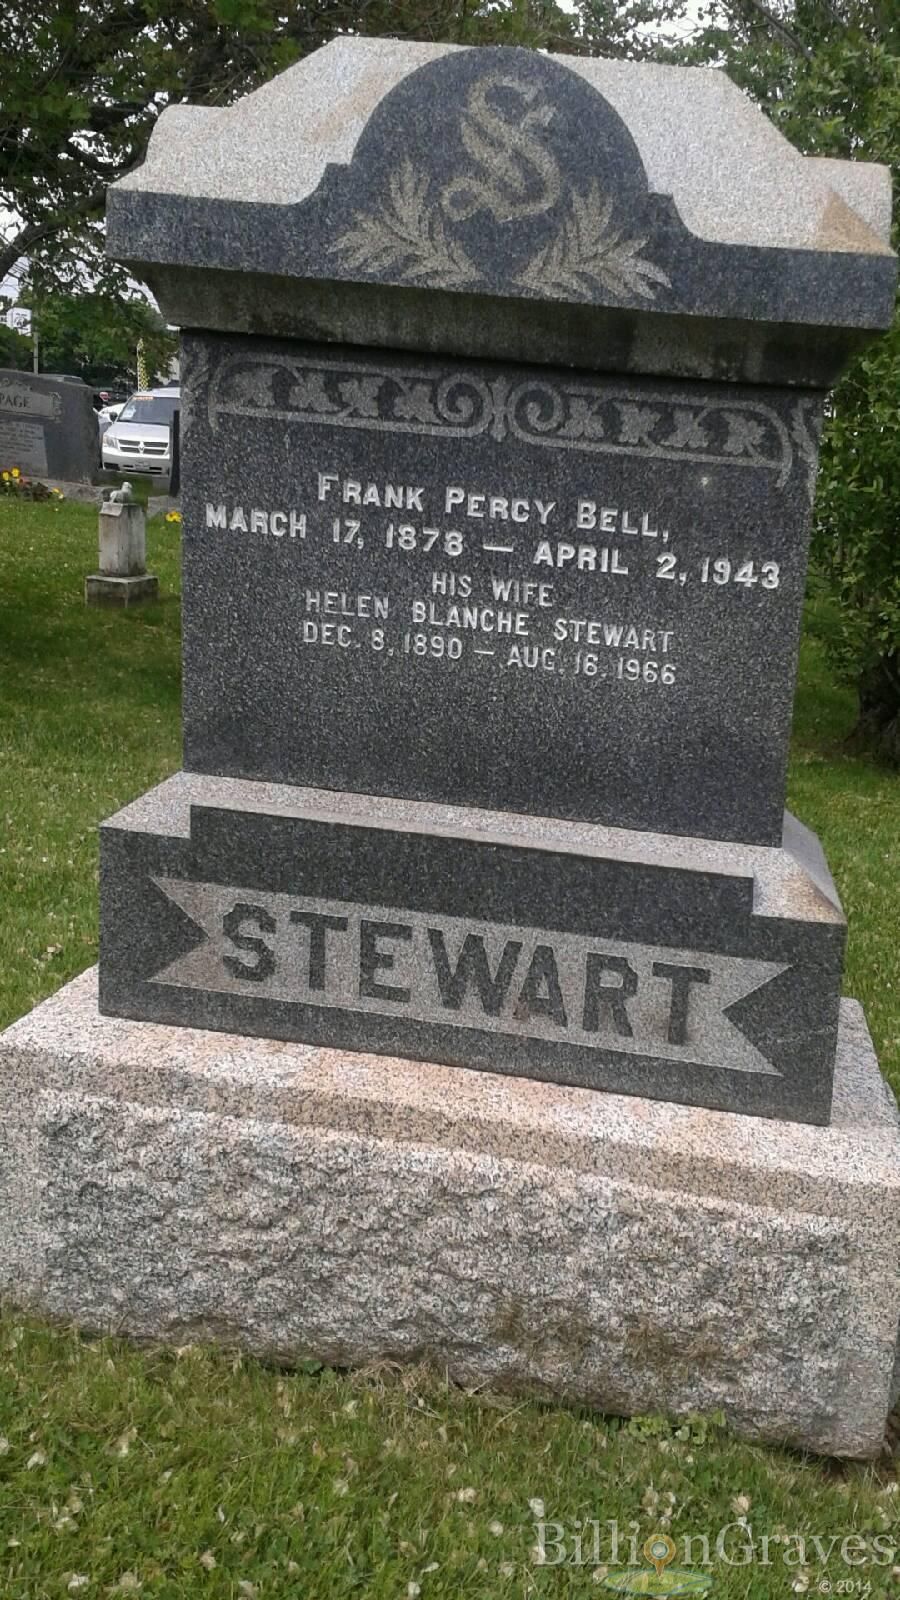 S
PAGE
FRANK PERCY BELL,
MARCH 17, 1878 — APRIL 2, 1943
HIS WIFE
HELEN BLANCHE STEWART
DEC. 8, 1890 — AUG. 16, 1966
STEWART
BillionGraves
© 2014